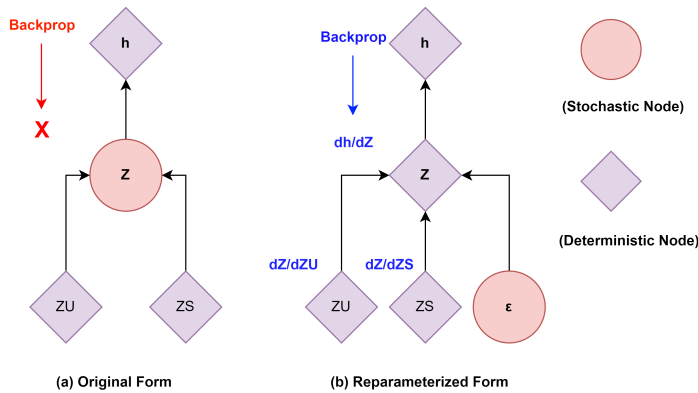 Backprop
X
h
Z
ZU
ZS
(a) Original Form
Backprop
h
dh/dZ
Z
dZ/dZU
dZ/dZS
ZU
ZS
ε
(b) Reparameterized Form
(Stochastic Node)
(Deterministic Node)